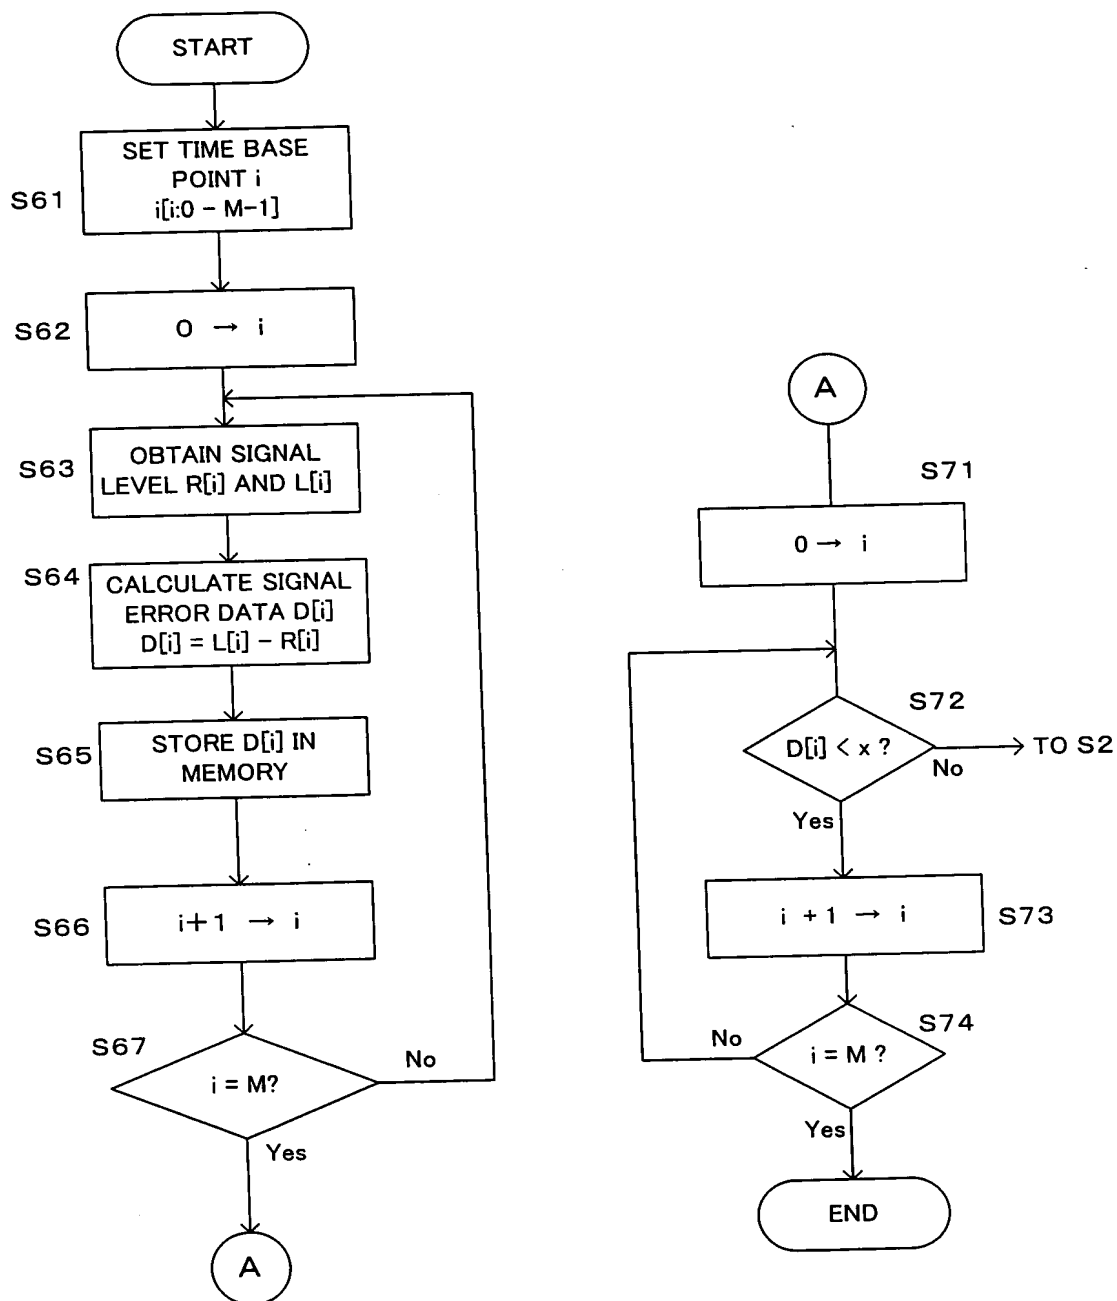 START
SET TIME BASE
POINT i
i[i:0 – M-1]
S61
S62
0 → i
S63
OBTAIN SIGNAL
LEVEL R[i] AND L[i]
S64
CALCULATE SIGNAL
ERROR DATA D[i]
D[i] = L[i] – R[i]
S65
STORE D[i] IN
MEMORY
S66
i+1 → i
S67
i = M?
No
Yes
A
A
S71
0 → i
S72
D[i] < x ?
No
TO S2
Yes
i + 1 → i
S73
S74
No
i = M ?
Yes
END